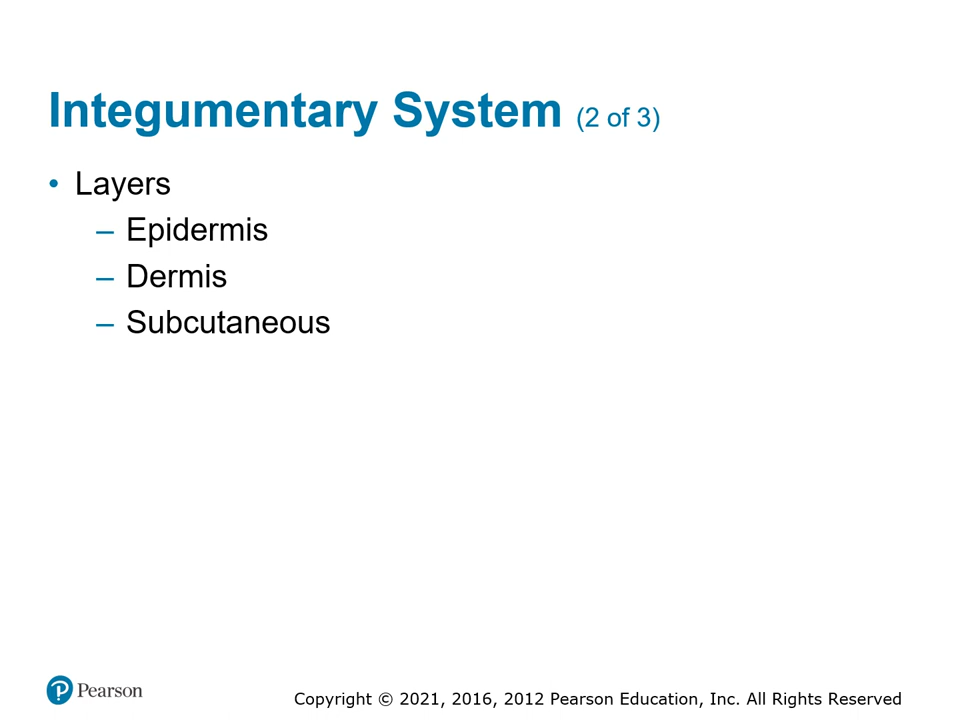 Integumentary System (2 of 3)
• Layers
– Epidermis
– Dermis
– Subcutaneous
Pearson
Copyright © 2021, 2016, 2012 Pearson Education, Inc. All Rights Reserved